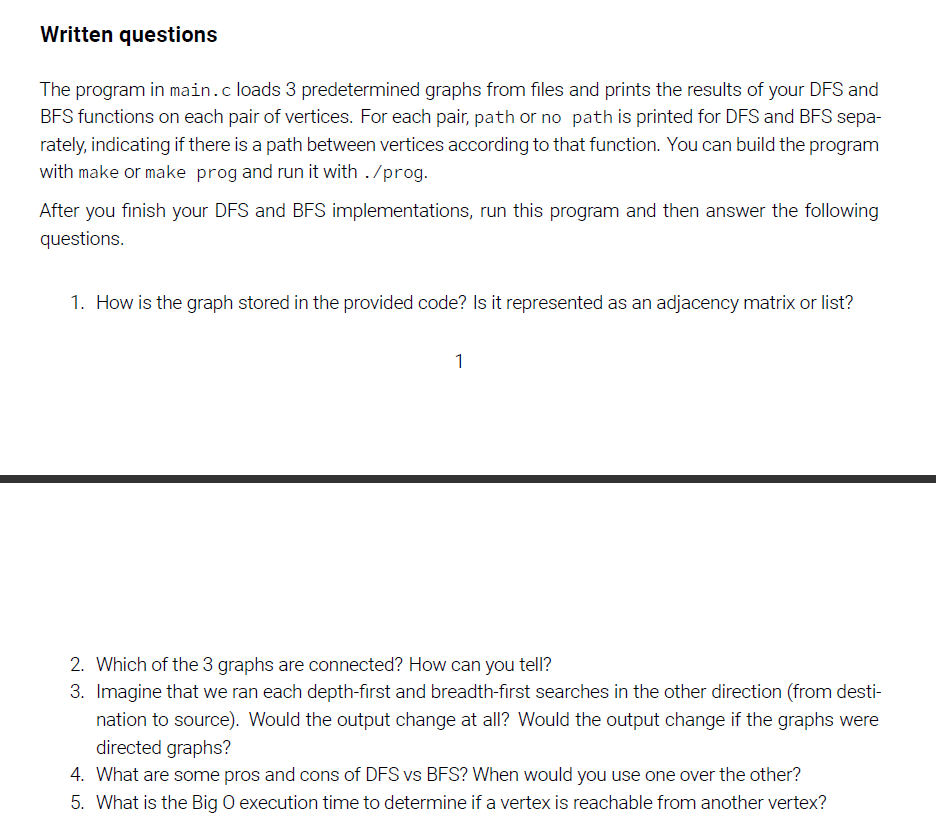 Written questions
The program in main.c loads 3 predetermined graphs from files and prints the results of your DFS and
BFS functions on each pair of vertices. For each pair, path or no path is printed for DFS and BFS sepa-
rately, indicating if there is a path between vertices according to that function. You can build the program
with make or make prog and run it with ./prog.
After you finish your DFS and BFS implementations, run this program and then answer the following
questions.
1. How is the graph stored in the provided code? Is it represented as an adjacency matrix or list?
1
2. Which of the 3 graphs are connected? How can you tell?
3. Imagine that we ran each depth-first and breadth-first searches in the other direction (from desti-
nation to source). Would the output change at all? Would the output change if the graphs were
directed graphs?
4. What are some pros and cons of DFS vs BFS? When would you use one over the other?
5. What is the Big O execution time to determine if a vertex is reachable from another vertex?